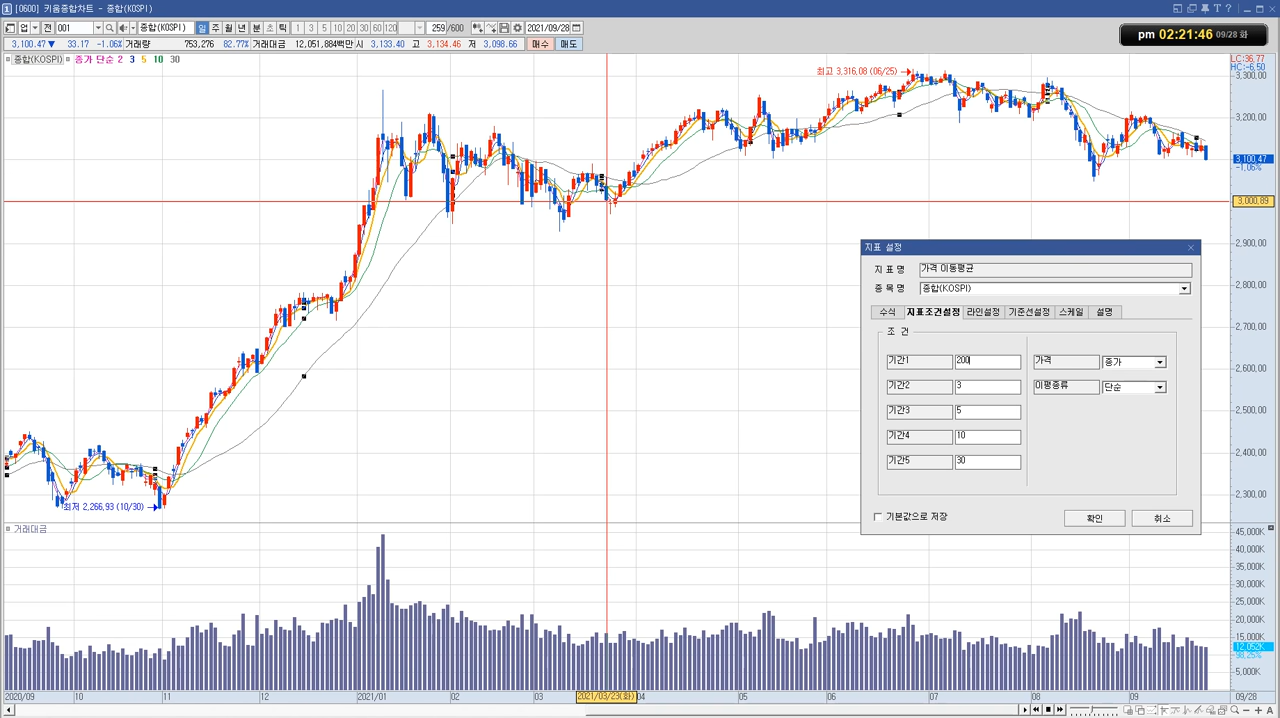 [0600] 키움종합차트 - 종합(KOSPI)
업 전 001 종합(KOSPI) 일 주 월 년 분 초 틱 1 3 5 10 20 30 60 120 259 /600 2021/09/28
3,100.47 ▼ 33.17 -1.06% 거래량 753,276 82.77% 거래대금 12,051,884백만 시 3,133.40 고 3,134.46 저 3,098.66 매수 매도
pm 02:21:46 09/28 화
종합(KOSPI) 종가 단순 2 3 5 10 30
LC:36.77
HC:-6.50
최고 3,316.08 (06/25)
3,300.00
3,200.00
3,100.47
-1.06%
3,000.89
2,900.00
2,800.00
2,700.00
2,600.00
2,500.00
2,400.00
2,300.00
최저 2,266.93 (10/30)
지표 설정
지 표 명 가격 이동평균
종 목 명 종합(KOSPI)
수식 지표조건설정 라인설정 기준선설정 스케일 설명
조 건
기간1 200 가격 종가
기간2 3 이평종류 단순
기간3 5
기간4 10
기간5 30
기본값으로 저장 확인 취소
거래대금
45,000K
40,000K
35,000K
30,000K
25,000K
20,000K
15,000K
12,052K
98.25%
5,000K
2020/09 10 11 12 2021/01 02 03 2021/03/23(화) 04 05 06 07 08 09 09/28